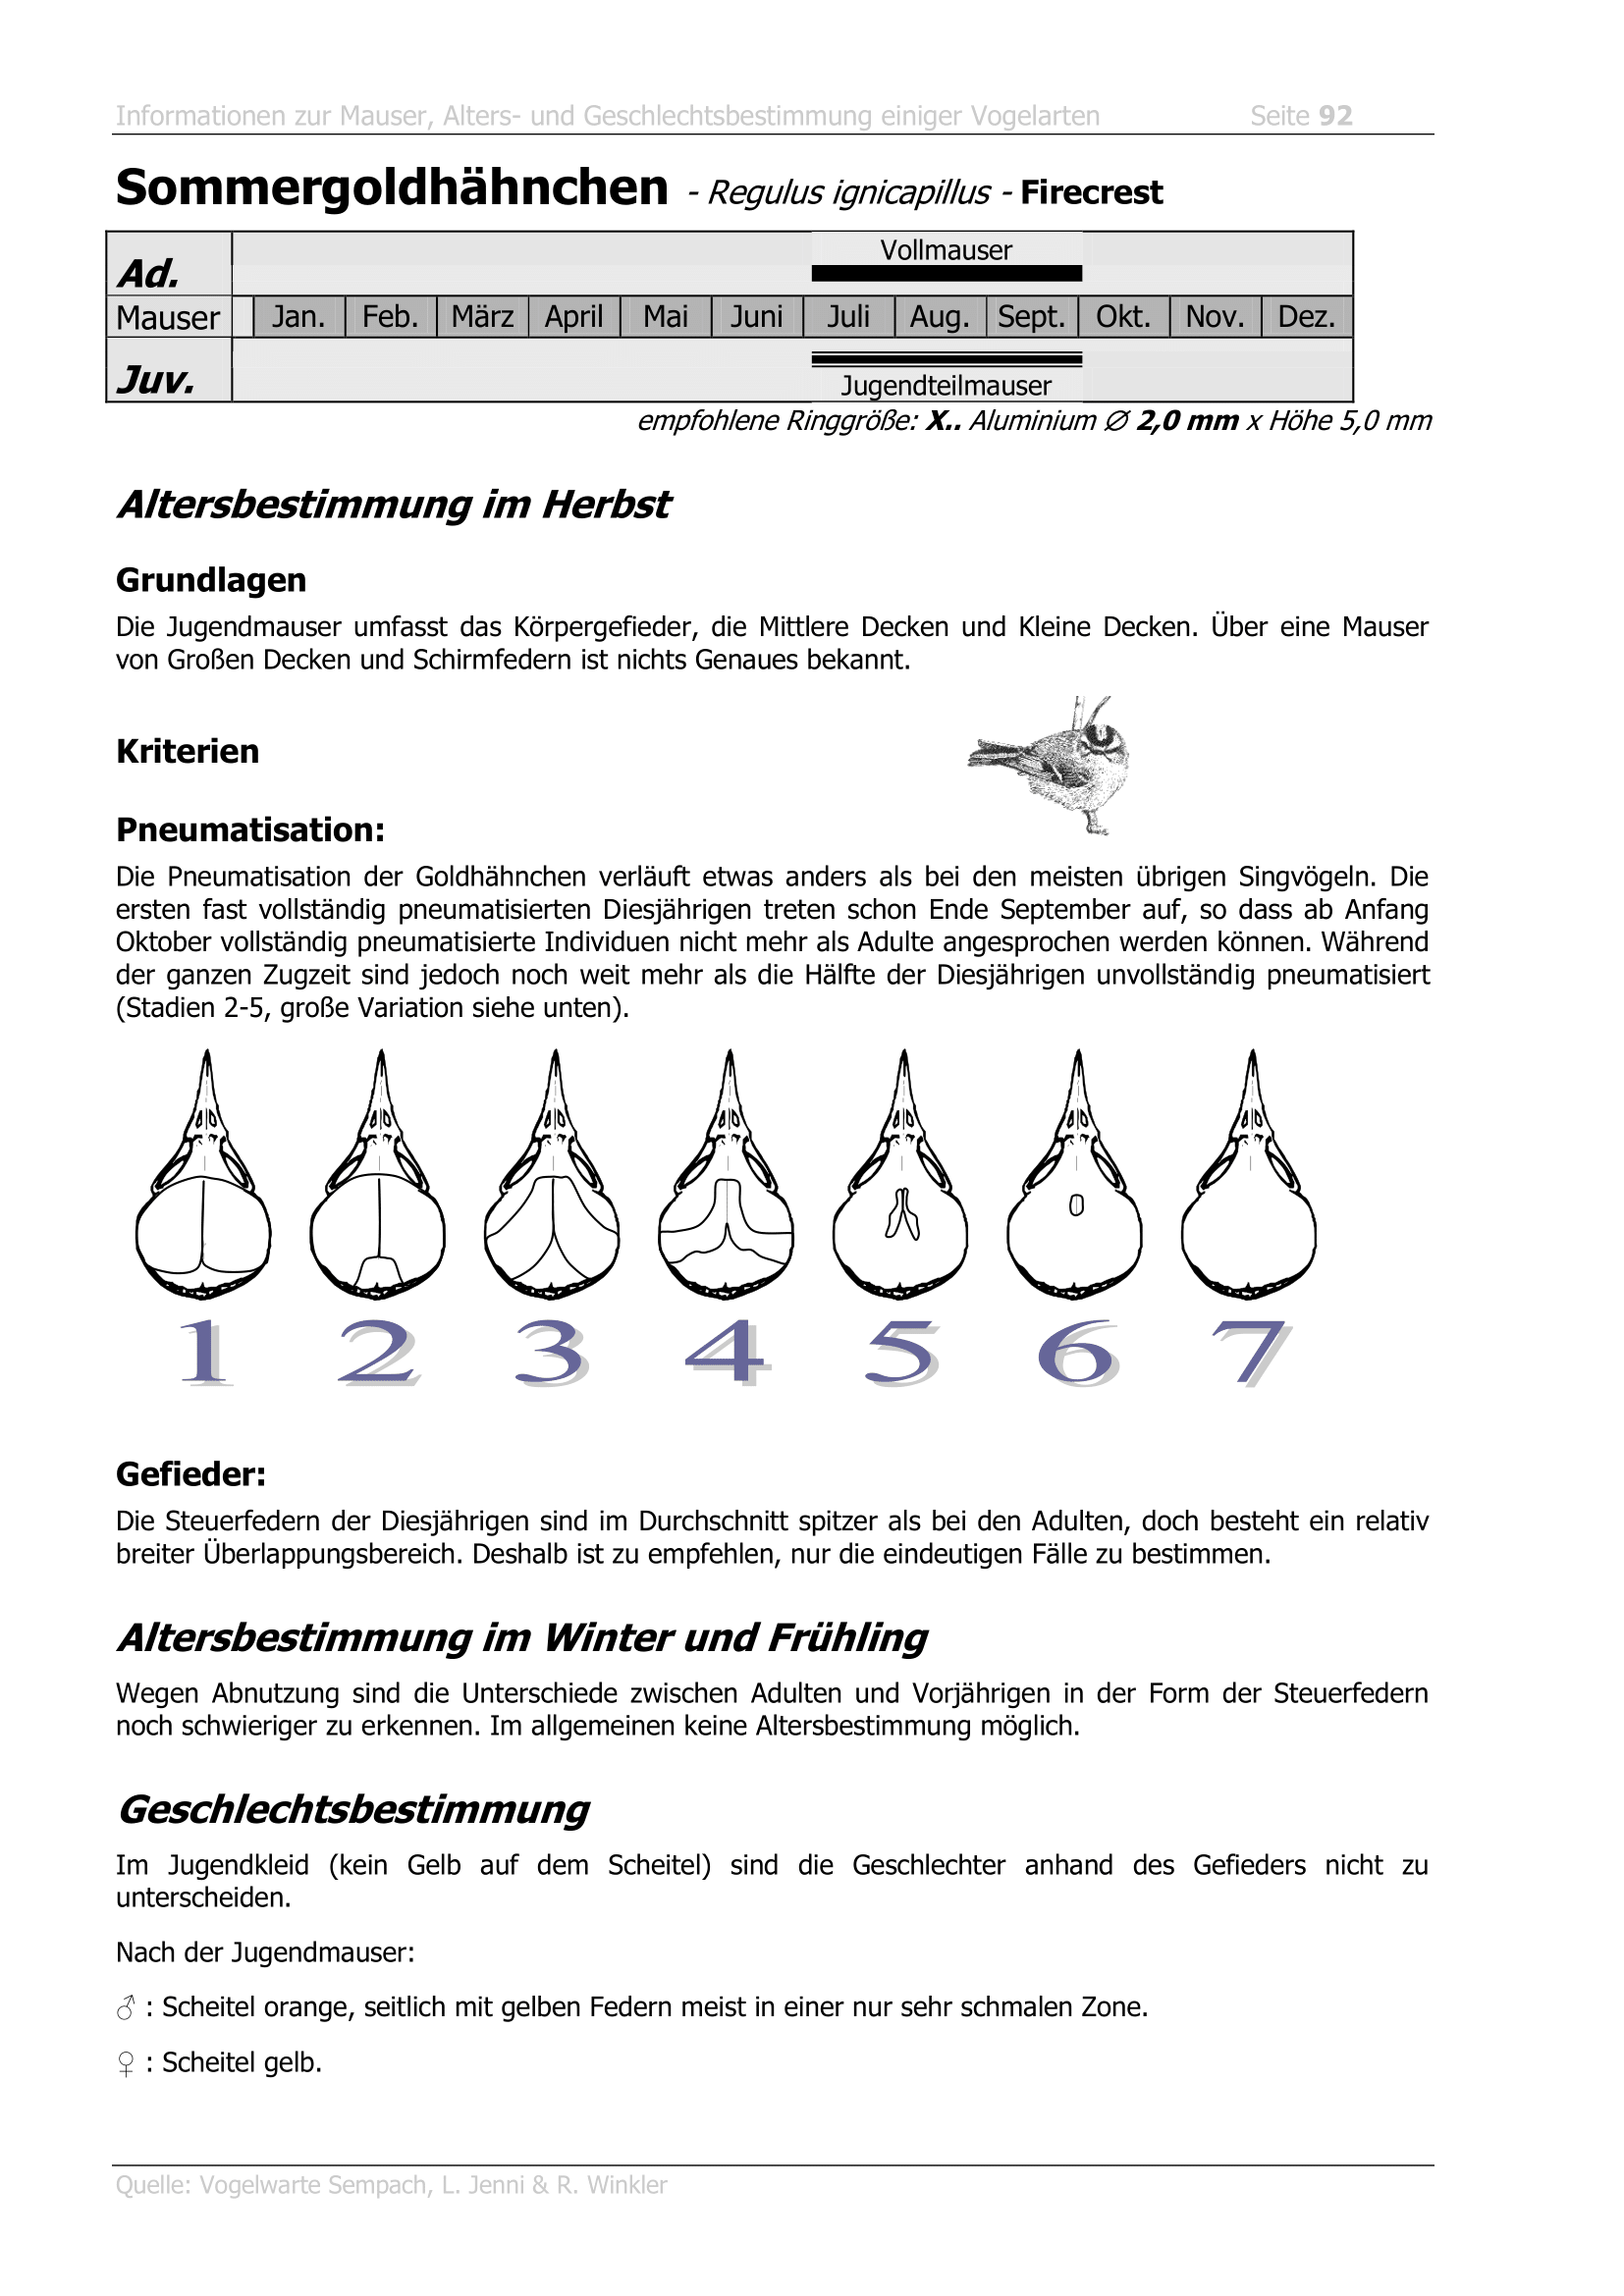 Informationen zur Mauser, Alters- und Geschlechtsbestimmung einiger Vogelarten Seite 92
Sommergoldhähnchen - Regulus ignicapillus - Firecrest
Vollmauser
Ad.
Mauser Jan. Feb. März April Mai Juni Juli Aug. Sept. Okt. Nov. Dez.
Juv.
Jugendteilmauser
empfohlene Ringgröße: X.. Aluminium ∅ 2,0 mm x Höhe 5,0 mm
Altersbestimmung im Herbst
Grundlagen
Die Jugendmauser umfasst das Körpergefieder, die Mittlere Decken und Kleine Decken. Über eine Mauser
von Großen Decken und Schirmfedern ist nichts Genaues bekannt.
Kriterien
Pneumatisation:
Die Pneumatisation der Goldhähnchen verläuft etwas anders als bei den meisten übrigen Singvögeln. Die
ersten fast vollständig pneumatisierten Diesjährigen treten schon Ende September auf, so dass ab Anfang
Oktober vollständig pneumatisierte Individuen nicht mehr als Adulte angesprochen werden können. Während
der ganzen Zugzeit sind jedoch noch weit mehr als die Hälfte der Diesjährigen unvollständig pneumatisiert
(Stadien 2-5, große Variation siehe unten).
1 2 3 4 5 6 7
Gefieder:
Die Steuerfedern der Diesjährigen sind im Durchschnitt spitzer als bei den Adulten, doch besteht ein relativ
breiter Überlappungsbereich. Deshalb ist zu empfehlen, nur die eindeutigen Fälle zu bestimmen.
Altersbestimmung im Winter und Frühling
Wegen Abnutzung sind die Unterschiede zwischen Adulten und Vorjährigen in der Form der Steuerfedern
noch schwieriger zu erkennen. Im allgemeinen keine Altersbestimmung möglich.
Geschlechtsbestimmung
Im Jugendkleid (kein Gelb auf dem Scheitel) sind die Geschlechter anhand des Gefieders nicht zu
unterscheiden.
Nach der Jugendmauser:
♂ : Scheitel orange, seitlich mit gelben Federn meist in einer nur sehr schmalen Zone.
♀ : Scheitel gelb.
Quelle: Vogelwarte Sempach, L. Jenni & R. Winkler